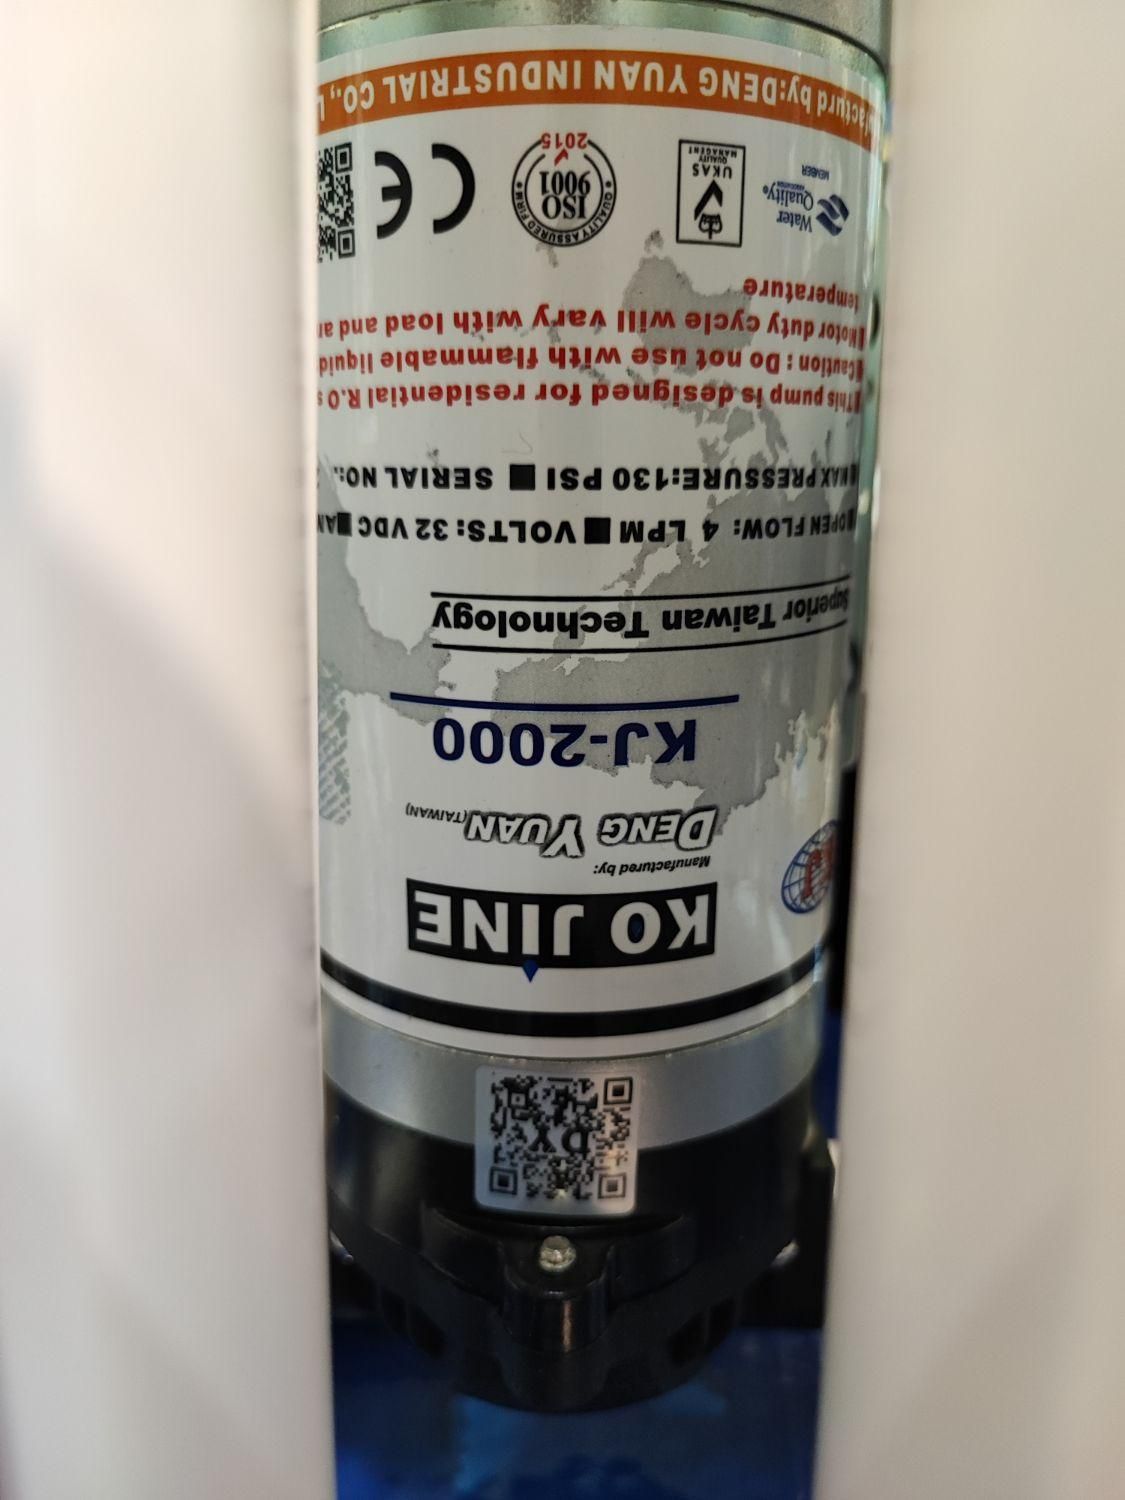 KO JINE
Manufactured by:
DENG YUAN (TAIWAN)
KJ-2000
Superior Taiwan Technology
■OPEN FLOW: 4 LPM ■VOLTS: 32 VDC ■
■MAX PRESSURE:130 PSI ■ SERIAL NO.:
■This pump is designed for residential R.O
■Caution : Do not use with flammable liquid
■Motor duty cycle will vary with load and
temperature
Water
Quality
ASSOCIATION
MEMBER
UKAS
QUALITY
MANAGENT
QUALITY ASSURED FIRM
ISO
9001
2015
CE
by:DENG YUAN INDUSTRIAL CO.,
DY